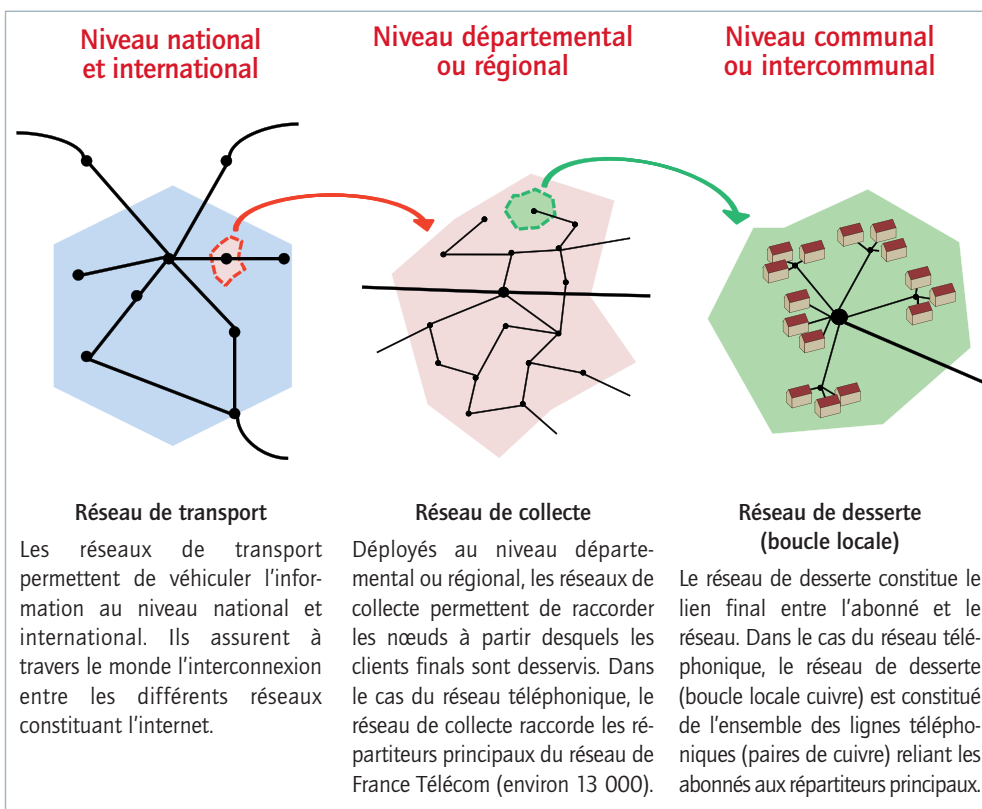 Niveau national
et international
Niveau départemental
ou régional
Niveau communal
ou intercommunal
Réseau de transport
Les réseaux de transport
permettent de véhiculer l'infor-
mation au niveau national et
international. Ils assurent à
travers le monde l'interconnexion
entre les différents réseaux
constituant l'internet.
Réseau de collecte
Déployés au niveau départe-
mental ou régional, les réseaux de
collecte permettent de raccorder
les nœuds à partir desquels les
clients finals sont desservis. Dans
le cas du réseau téléphonique, le
réseau de collecte raccorde les ré-
partiteurs principaux du réseau de
France Télécom (environ 13 000).
Réseau de desserte
(boucle locale)
Le réseau de desserte constitue le
lien final entre l'abonné et le
réseau. Dans le cas du réseau télé-
phonique, le réseau de desserte
(boucle locale cuivre) est constitué
de l'ensemble des lignes télépho-
niques (paires de cuivre) reliant les
abonnés aux répartiteurs principaux.